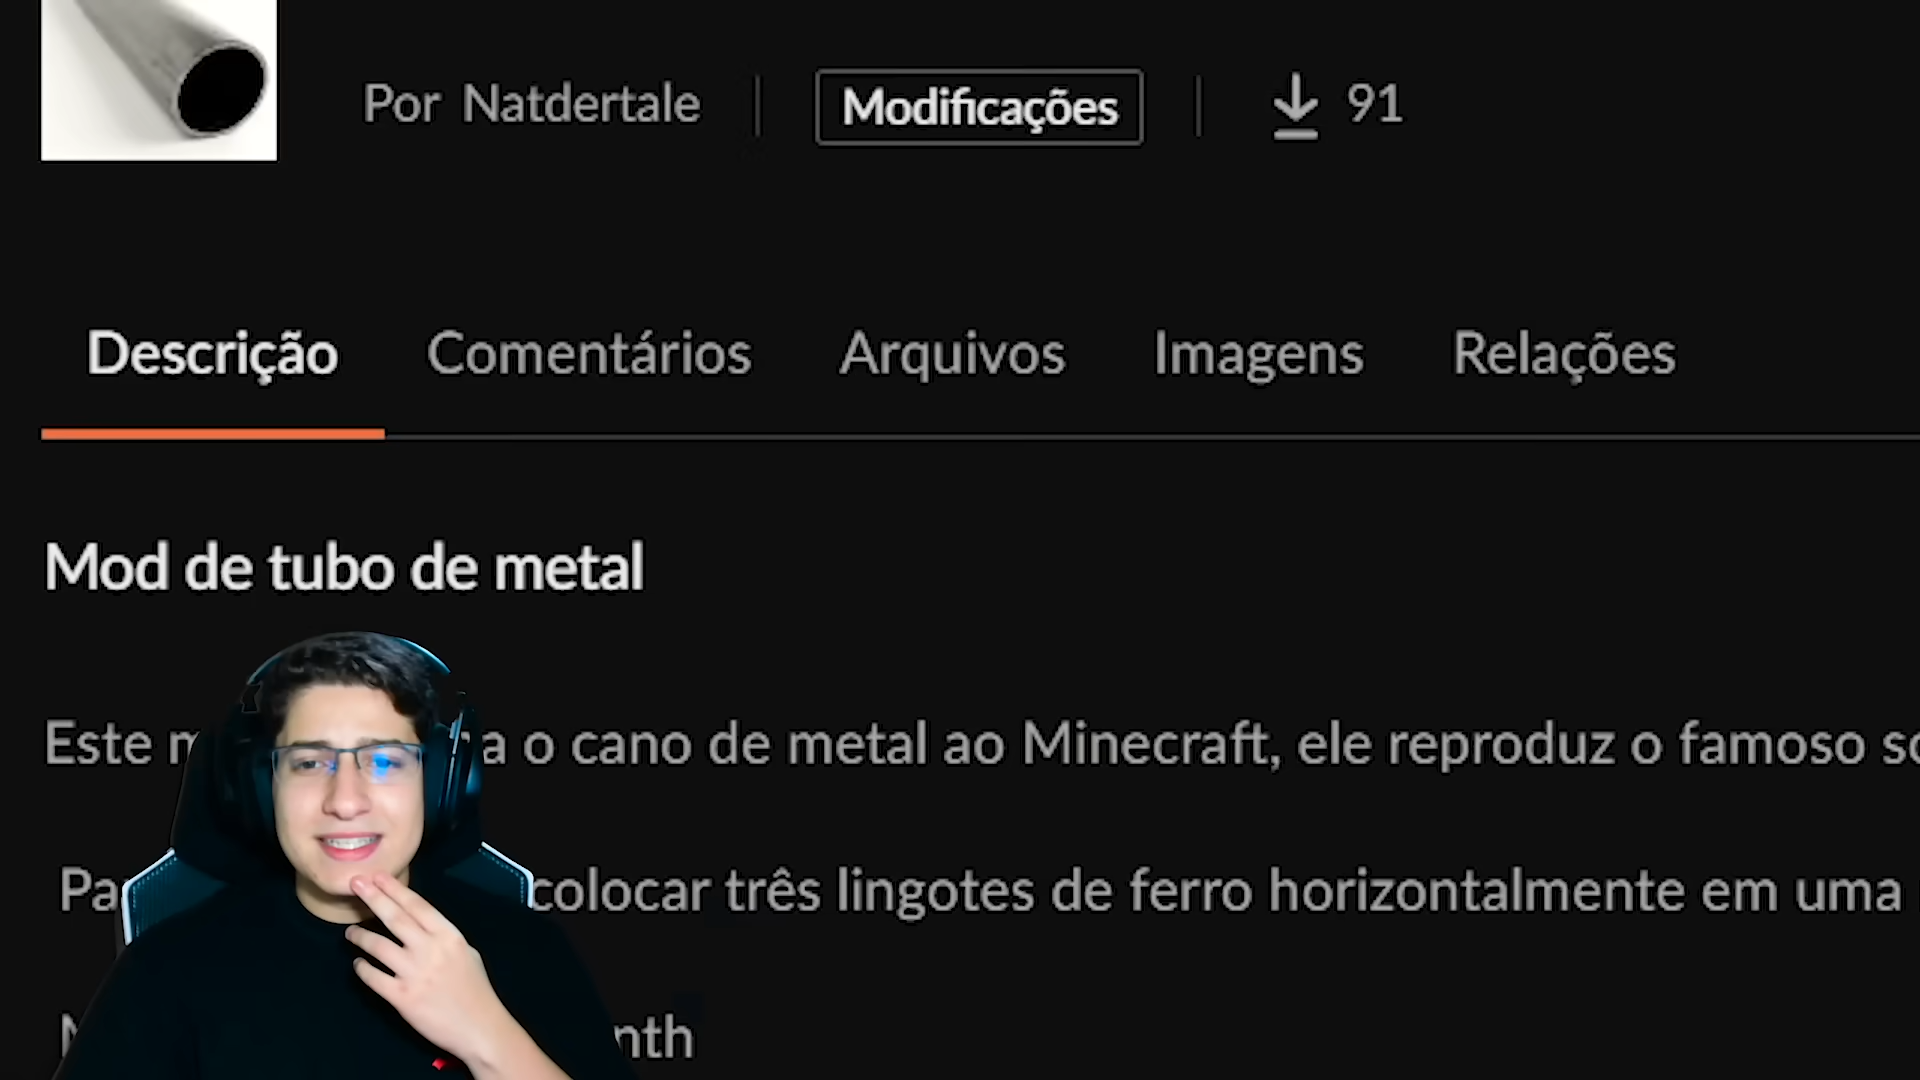 Por Natdertale
Modificações
91
Descrição
Comentários
Arquivos
Imagens
Relações
Mod de tubo de metal
Este o cano de metal ao Minecraft, ele reproduz o famoso
colocar três lingotes de ferro horizontalmente em uma